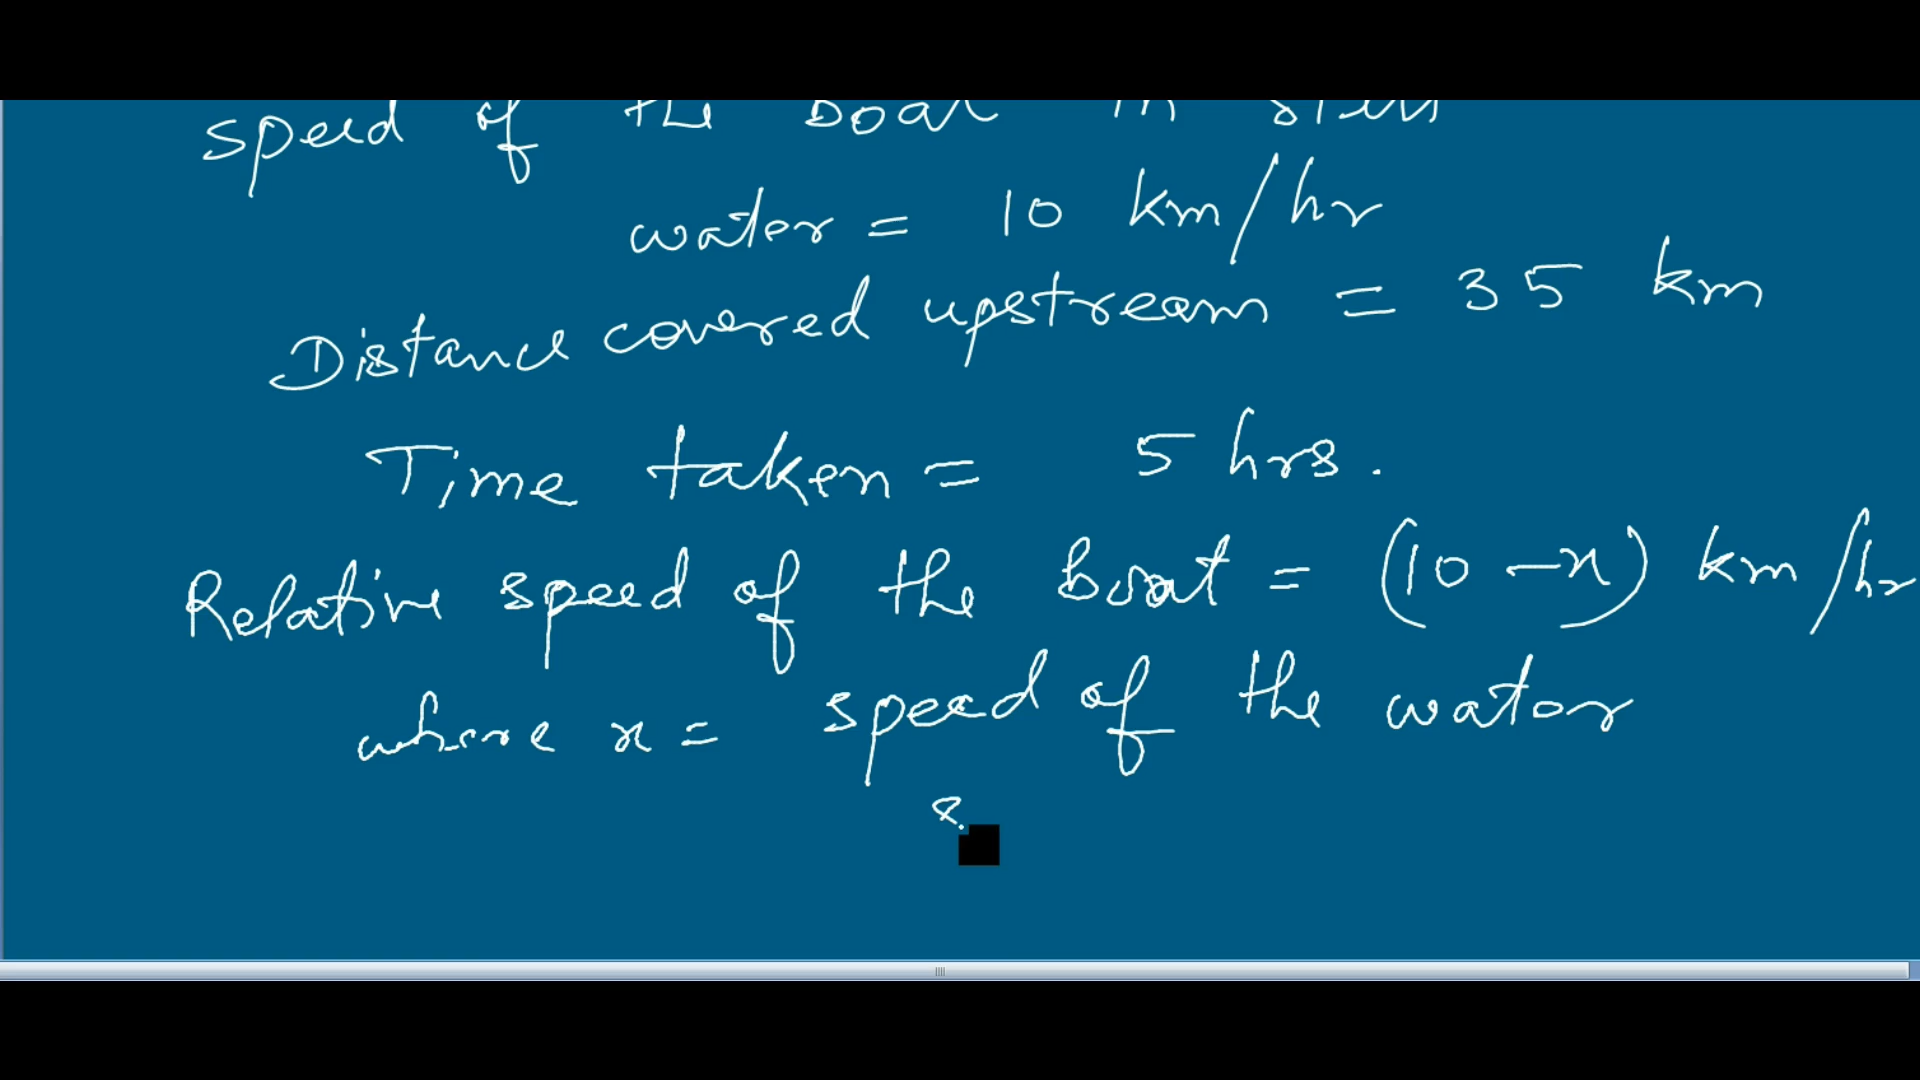 speed of the boat in still
water = 10 km/hr
Distance covered upstream = 35 km
Time taken = 5 hrs.
Relative speed of the boat = (10 - x) km/hr
where x = speed of the water